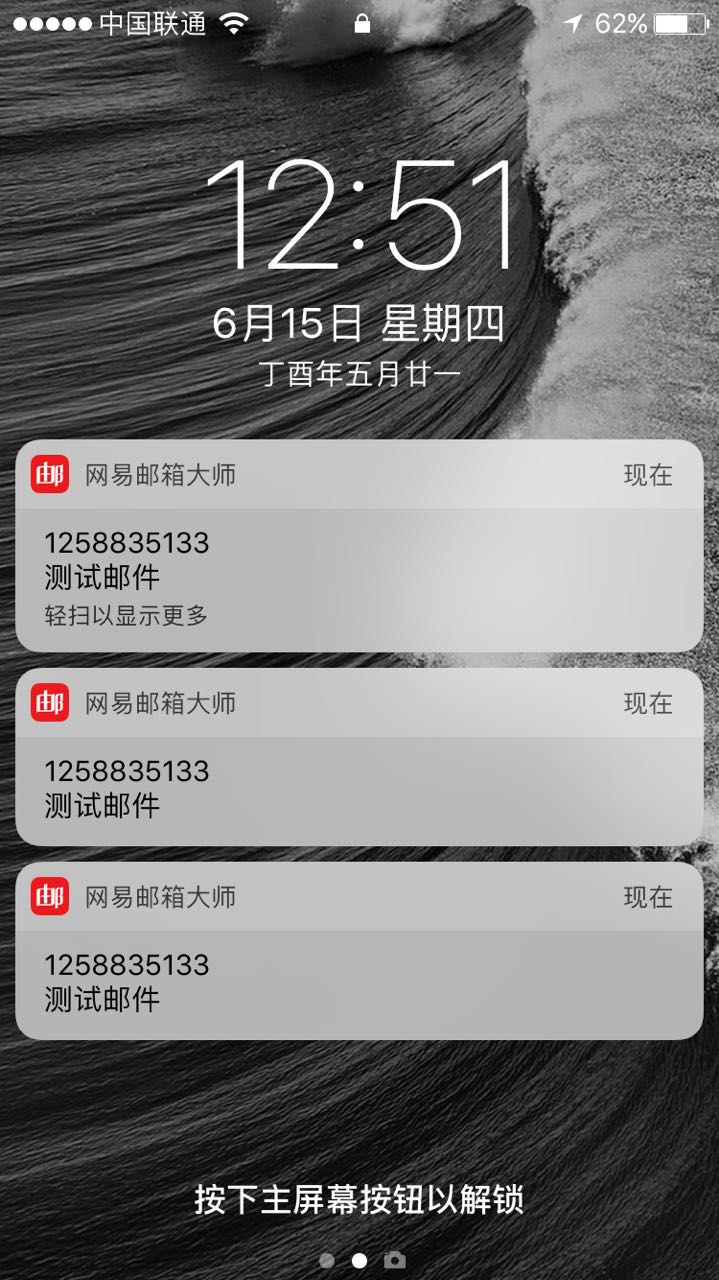 中国联通
62%
12:51
6月15日 星期四
丁酉年五月廿一
邮 网易邮箱大师 现在
1258835133
测试邮件
轻扫以显示更多
邮 网易邮箱大师 现在
1258835133
测试邮件
邮 网易邮箱大师 现在
1258835133
测试邮件
按下主屏幕按钮以解锁